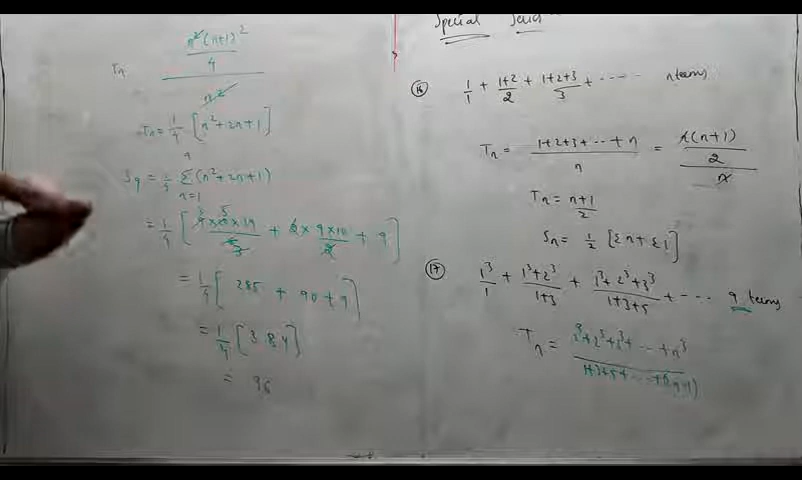 Special Series
(16) 1/1 + (1+2)/2 + (1+2+3)/3 + ------ n terms
Tn = (1+2+3+--+n)/n = (n(n+1)/2)/n
Tn = (n+1)/2
Sn = 1/2 [Σn + Σ1]
(17) 1³/1 + (1³+2³)/(1+3) + (1³+2³+3³)/(1+3+5) + --- 9 terms
Tn = (1³+2³+3³+--+n³)/(1+3+5+--+(2n-1))
Tn (n²(n+1)²/4)/n²
Tn = 1/4 [n²+2n+1]
S9 = 1/4 Σ(n²+2n+1)
9
n=1
= 1/4 [ + 2× 9×10/2 + 9]
= 1/4 [285 + 90 + 9]
= 1/4 [384]
= 96